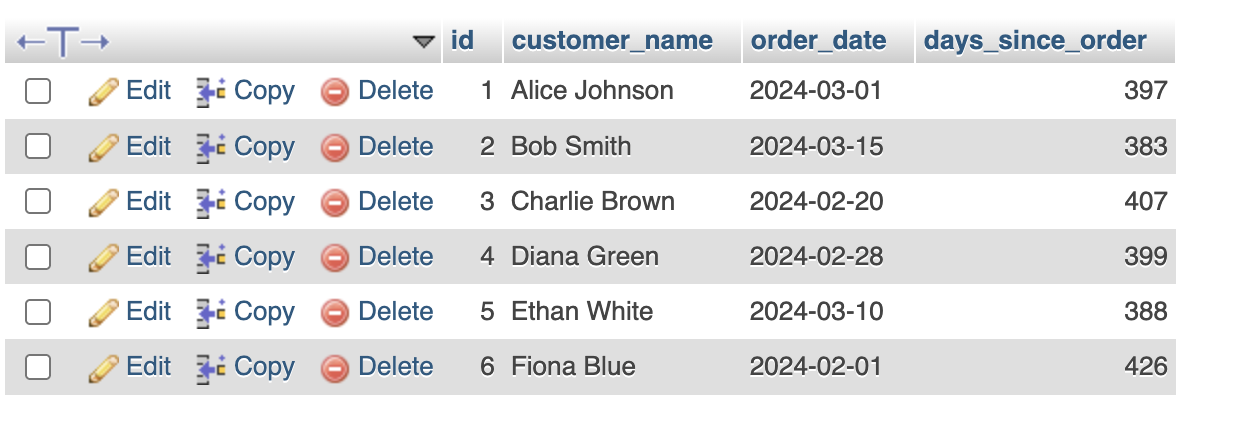 id customer_name order_date days_since_order
Edit Copy Delete 1 Alice Johnson 2024-03-01 397
Edit Copy Delete 2 Bob Smith 2024-03-15 383
Edit Copy Delete 3 Charlie Brown 2024-02-20 407
Edit Copy Delete 4 Diana Green 2024-02-28 399
Edit Copy Delete 5 Ethan White 2024-03-10 388
Edit Copy Delete 6 Fiona Blue 2024-02-01 426